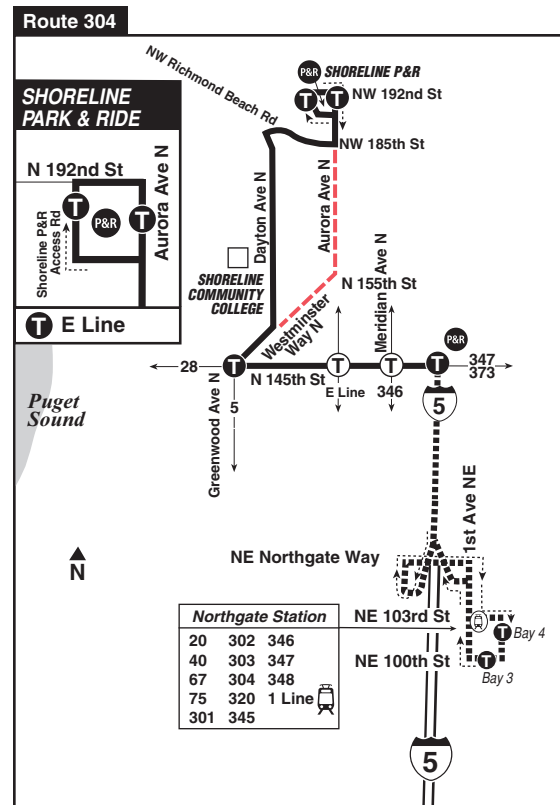 Route 304
NW Richmond Beach Rd
P&R SHORELINE P&R
T T NW 192nd St
SHORELINE
PARK & RIDE
NW 185th St
N 192nd St
T P&R T
Aurora Ave N
Shoreline P&R
Access Rd
T E Line
Dayton Ave N
Aurora Ave N
SHORELINE
COMMUNITY
COLLEGE
N 155th St
Westminster
Way N
Meridian Ave N
P&R
28 T T T T 347
373
N 145th St
5 E Line 346
Greenwood Ave N
5
Puget
Sound
1st Ave NE
NE Northgate Way
N
Northgate Station
20 302 346
40 303 347
67 304 348
75 320 1 Line
301 345
NE 103rd St
T Bay 4
NE 100th St
T
Bay 3
5